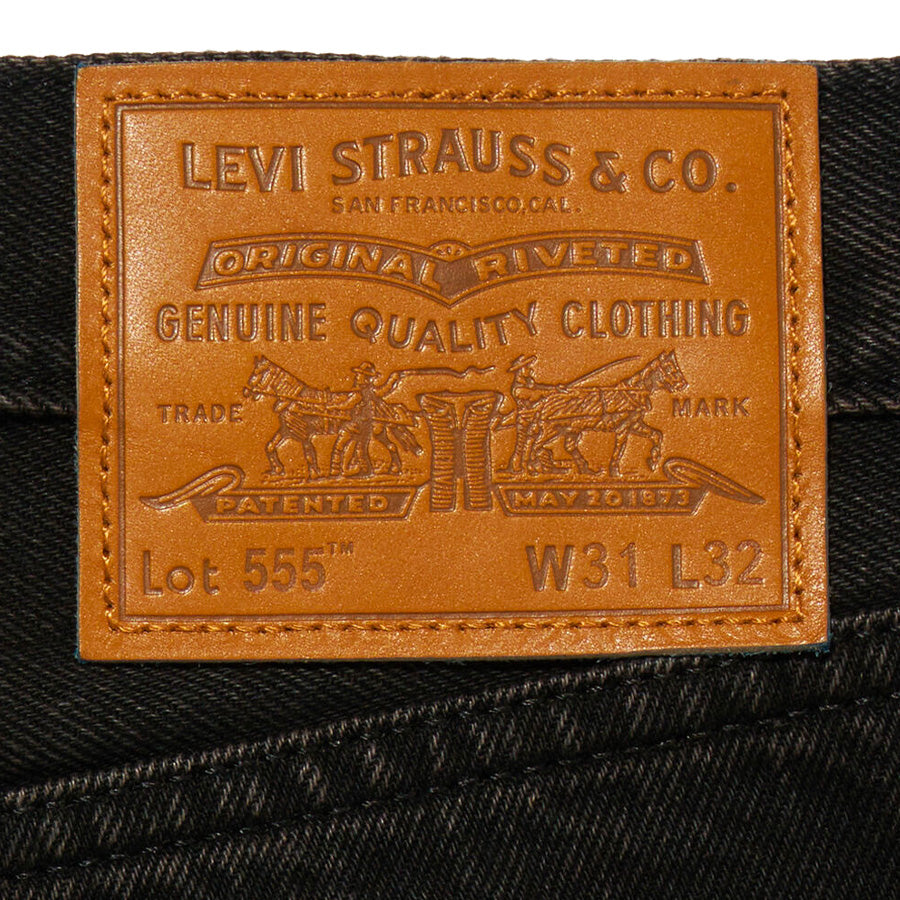 LEVI STRAUSS & CO.
SAN FRANCISCO, CAL.
ORIGINAL RIVETED
GENUINE QUALITY CLOTHING
TRADE MARK
PATENTED MAY 20 1873
Lot 555™ W31 L32